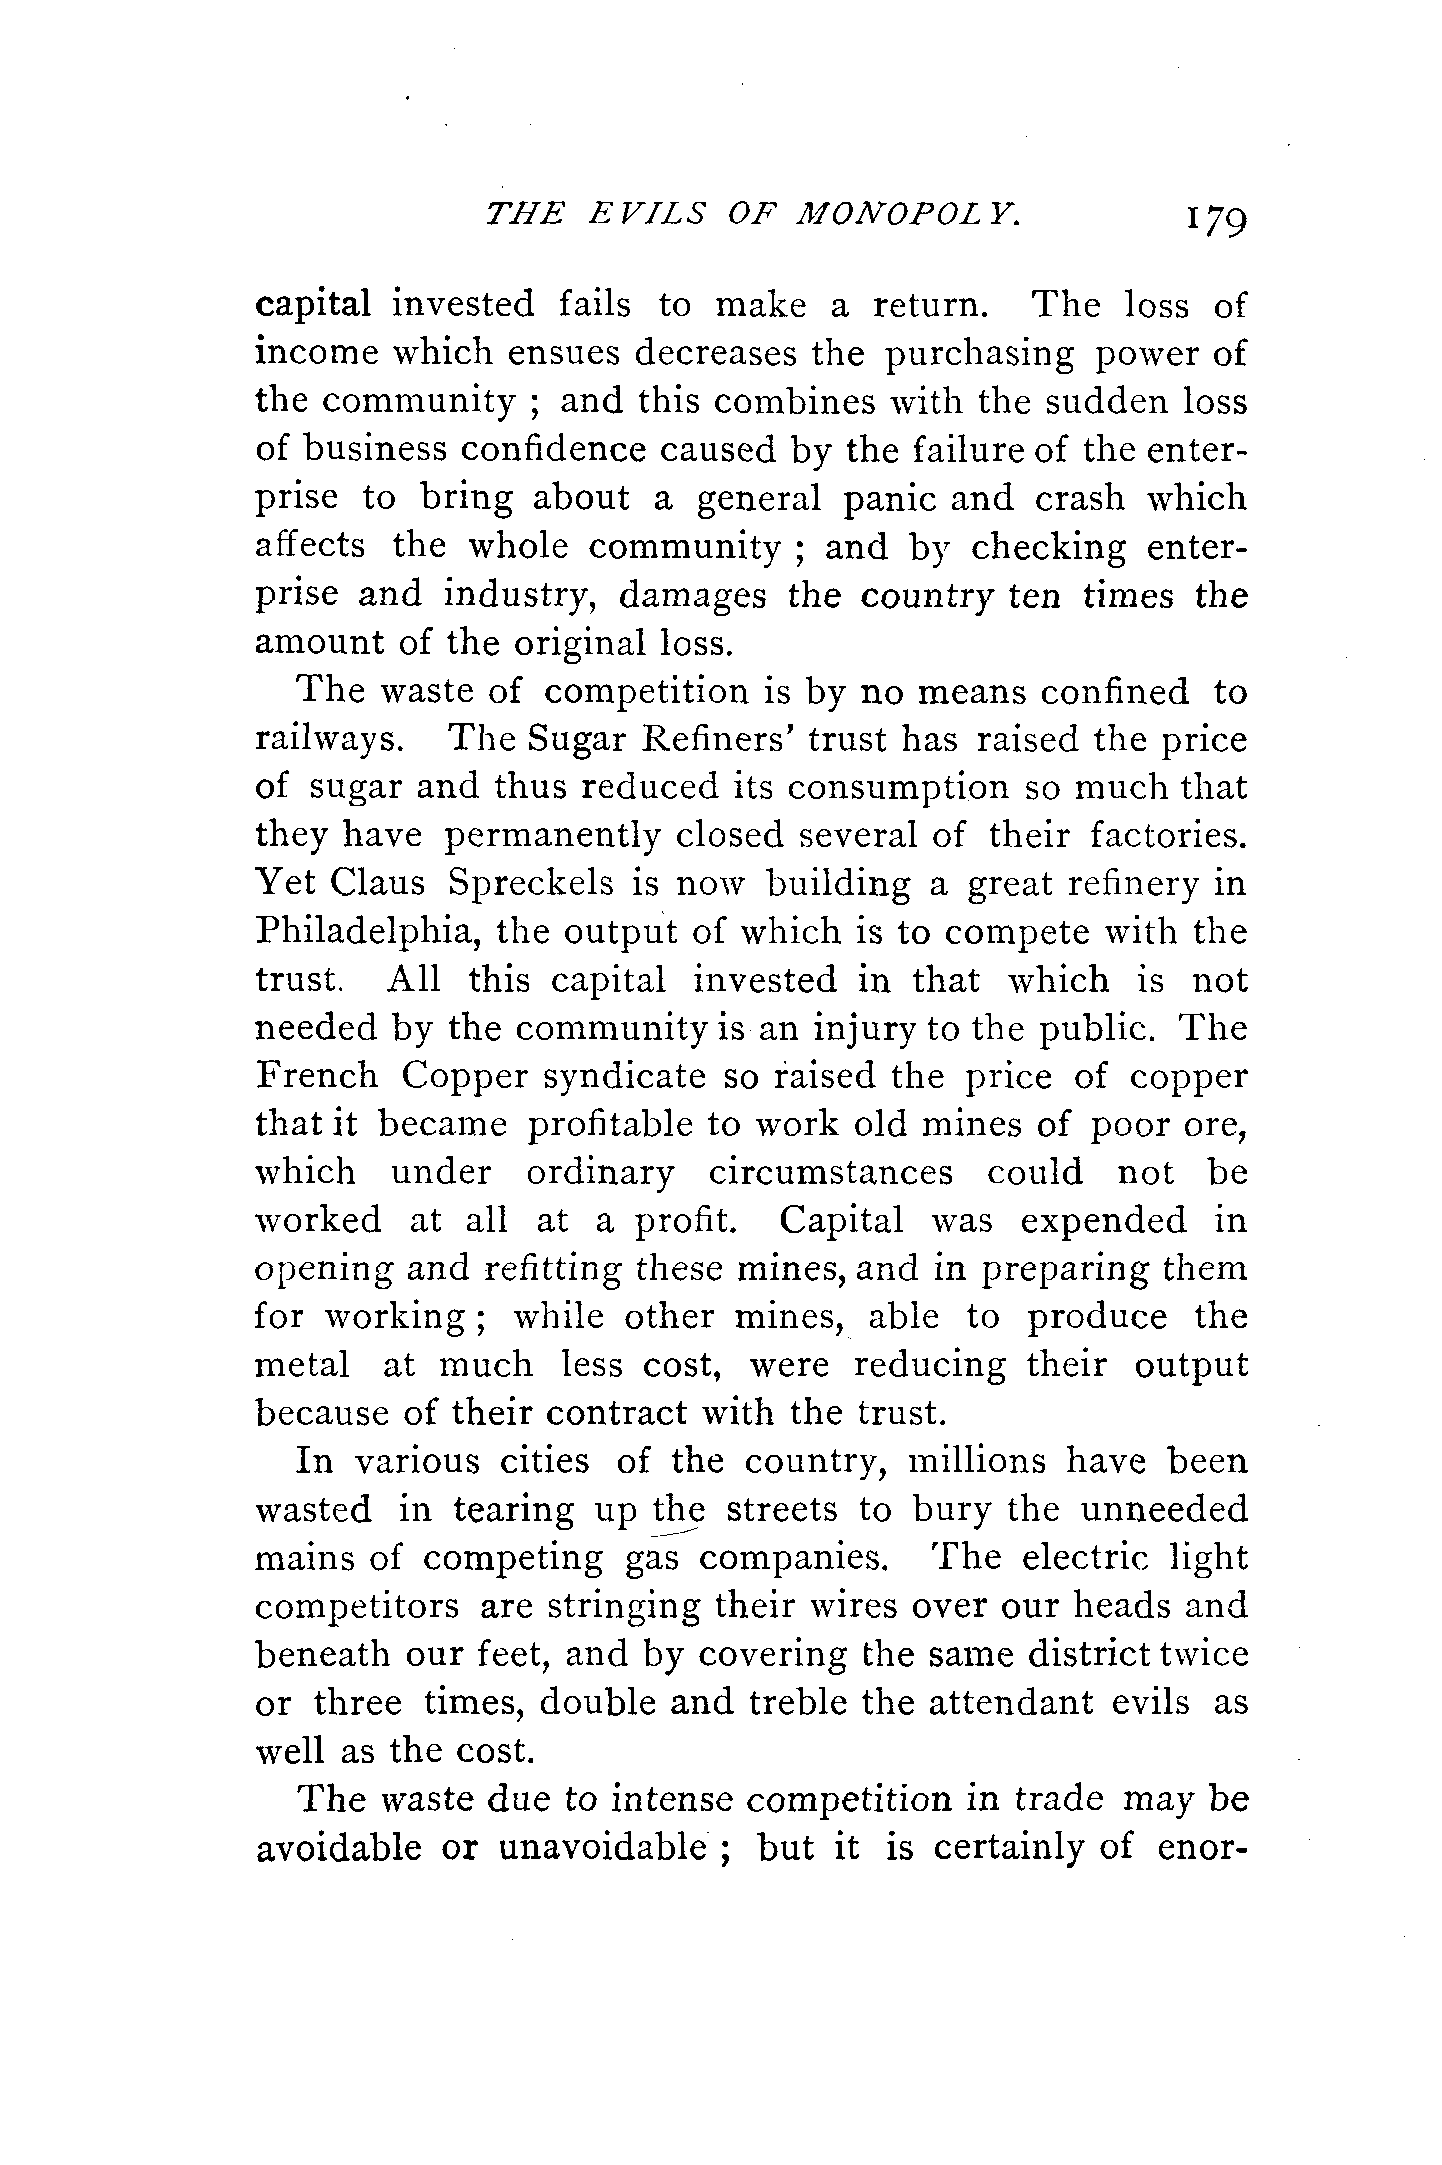 THE EVILS OF MONOPOLY. 179
capital invested fails to make a return. The loss of
income which ensues decreases the purchasing power of
the community ; and this combines with the sudden loss
of business confidence caused by the failure of the enter-
prise to bring about a general panic and crash which
affects the whole community ; and by checking enter-
prise and industry, damages the country ten times the
amount of the original loss.
The waste of competition is by no means confined to
railways. The Sugar Refiners' trust has raised the price
of sugar and thus reduced its consumption so much that
they have permanently closed several of their factories.
Yet Claus Spreckels is now building a great refinery in
Philadelphia, the output of which is to compete with the
trust. All this capital invested in that which is not
needed by the community is an injury to the public. The
French Copper syndicate so raised the price of copper
that it became profitable to work old mines of poor ore,
which under ordinary circumstances could not be
worked at all at a profit. Capital was expended in
opening and refitting these mines, and in preparing them
for working ; while other mines, able to produce the
metal at much less cost, were reducing their output
because of their contract with the trust.
In various cities of the country, millions have been
wasted in tearing up the streets to bury the unneeded
mains of competing gas companies. The electric light
competitors are stringing their wires over our heads and
beneath our feet, and by covering the same district twice
or three times, double and treble the attendant evils as
well as the cost.
The waste due to intense competition in trade may be
avoidable or unavoidable ; but it is certainly of enor-